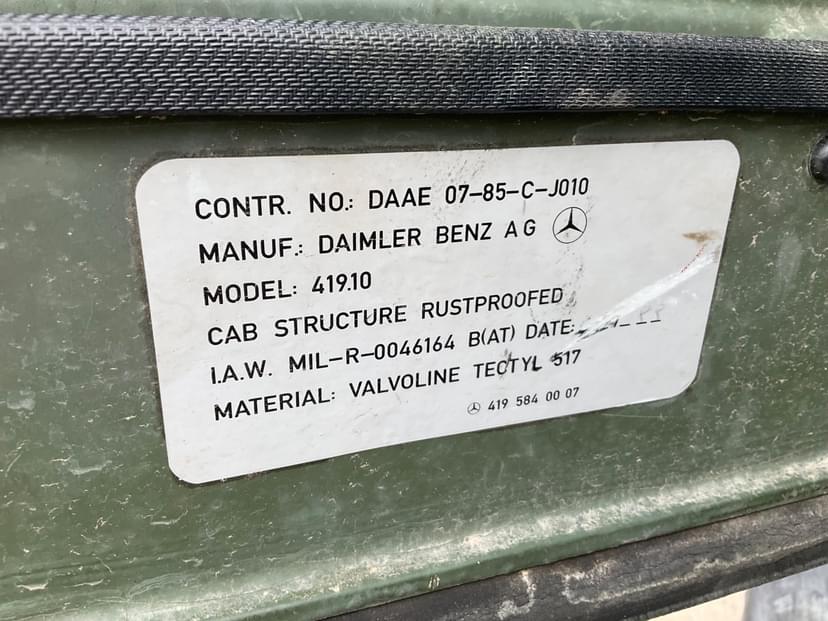 CONTR. NO.: DAAE 07-85-C-J010
MANUF.: DAIMLER BENZ AG
MODEL: 419.10
CAB STRUCTURE RUSTPROOFED
I.A.W. MIL-R-0046164 B(AT) DATE:
MATERIAL: VALVOLINE TECTYL 517
419 584 00 07